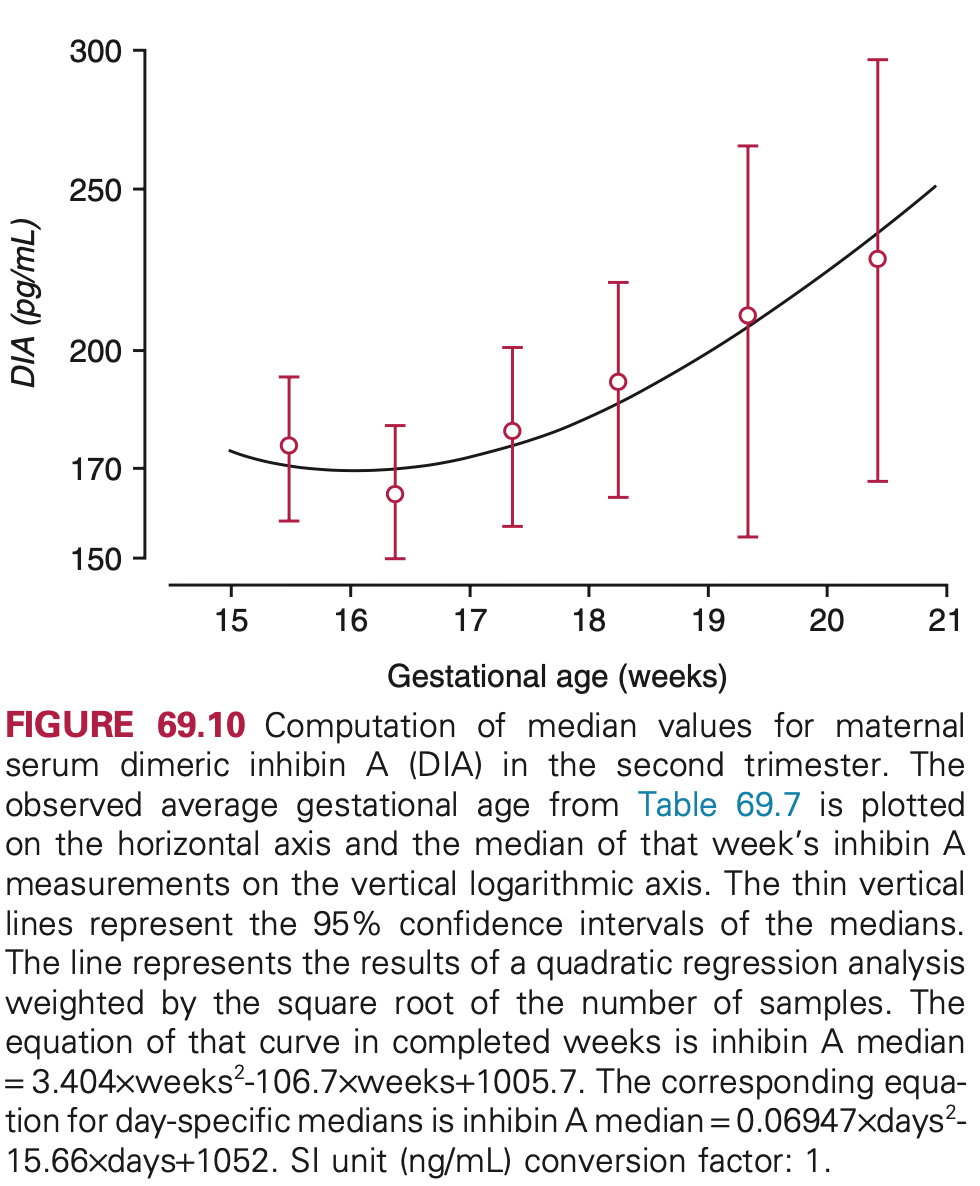 300
250
200
170
150
DIA (pg/mL)
15 16 17 18 19 20 21
Gestational age (weeks)
FIGURE 69.10 Computation of median values for maternal
serum dimeric inhibin A (DIA) in the second trimester. The
observed average gestational age from Table 69.7 is plotted
on the horizontal axis and the median of that week's inhibin A
measurements on the vertical logarithmic axis. The thin vertical
lines represent the 95% confidence intervals of the medians.
The line represents the results of a quadratic regression analysis
weighted by the square root of the number of samples. The
equation of that curve in completed weeks is inhibin A median
= 3.404×weeks²-106.7×weeks+1005.7. The corresponding equa-
tion for day-specific medians is inhibin A median = 0.06947×days²-
15.66×days+1052. SI unit (ng/mL) conversion factor: 1.